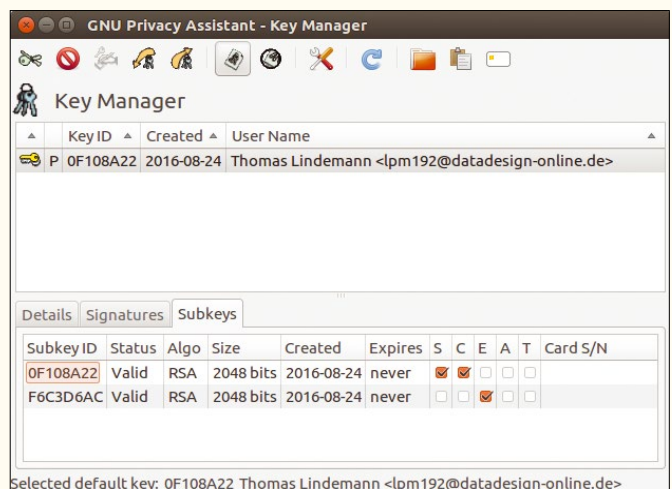 GNU Privacy Assistant - Key Manager
Key Manager
Key ID Created User Name
P 0F108A22 2016-08-24 Thomas Lindemann <lpm192@datadesign-online.de>
Details Signatures Subkeys
Subkey ID Status Algo Size Created Expires S C E A T Card S/N
0F108A22 Valid RSA 2048 bits 2016-08-24 never
F6C3D6AC Valid RSA 2048 bits 2016-08-24 never
Selected default key: 0F108A22 Thomas Lindemann <lpm192@datadesign-online.de>